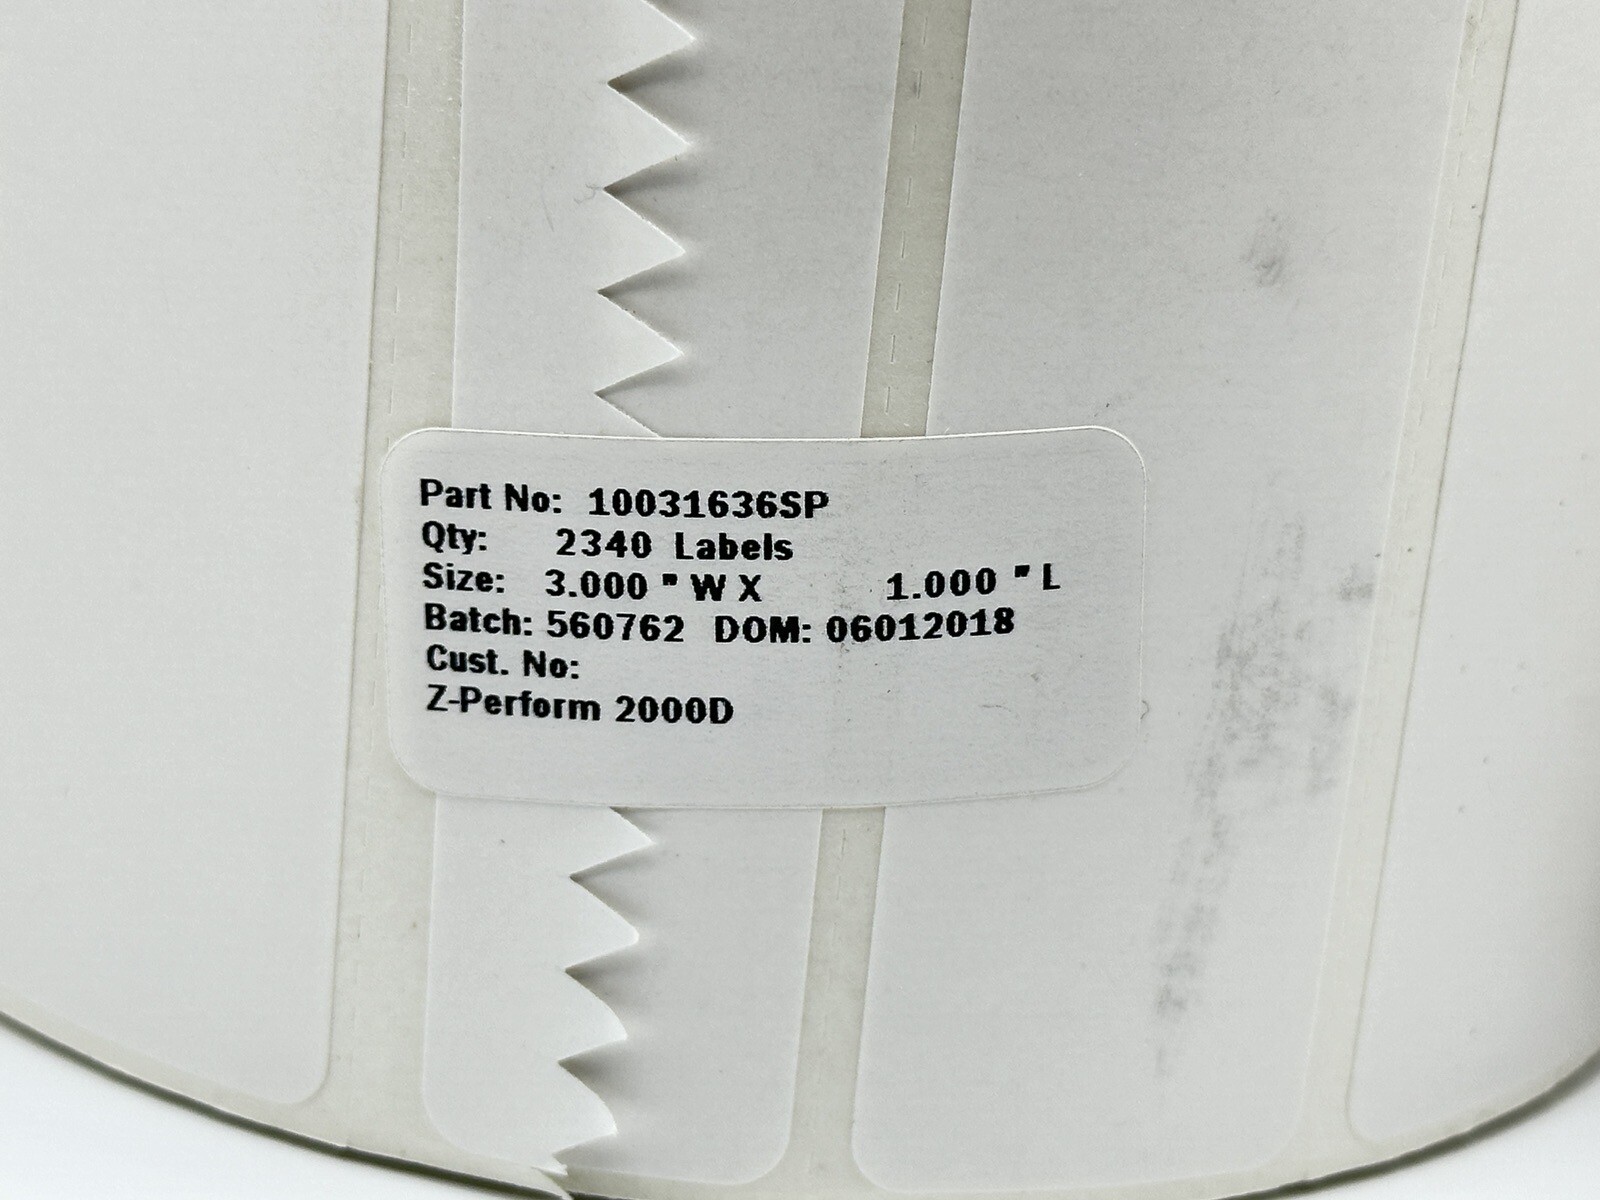 Part No: 10031636SP
Qty: 2340 Labels
Size: 3.000 " W X 1.000 " L
Batch: 560762 DOM: 06012018
Cust. No:
Z-Perform 2000D